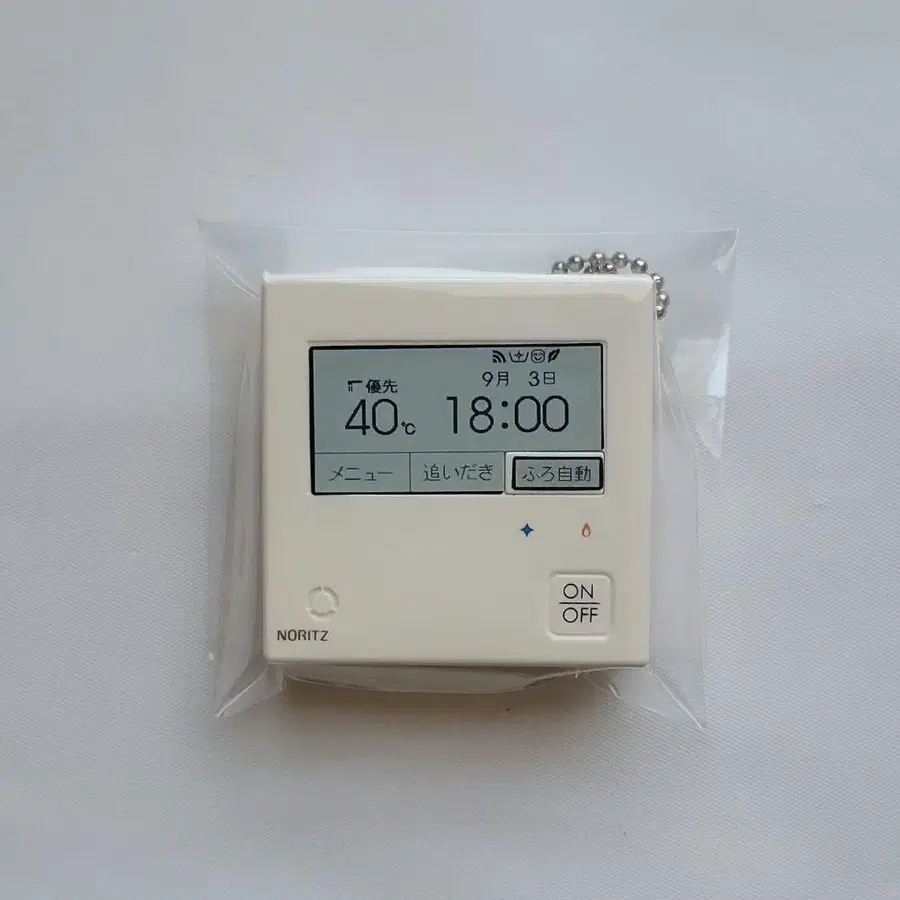 9月 3日
優先
40℃ 18:00
メニュー 追いだき ふろ自動
ON
OFF
NORITZ